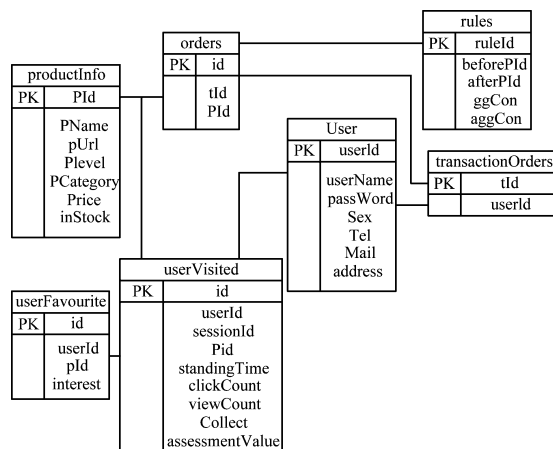 productInfo
PK PId
PName
pUrl
Plevel
PCategory
Price
inStock
orders
PK id
tId
PId
rules
PK ruleId
beforePId
afterPId
ggCon
aggCon
User
PK userId
userName
passWord
Sex
Tel
Mail
address
transactionOrders
PK tId
userId
userFavourite
PK id
userId
pId
interest
userVisited
PK id
userId
sessionId
Pid
standingTime
clickCount
viewCount
Collect
assessmentValue